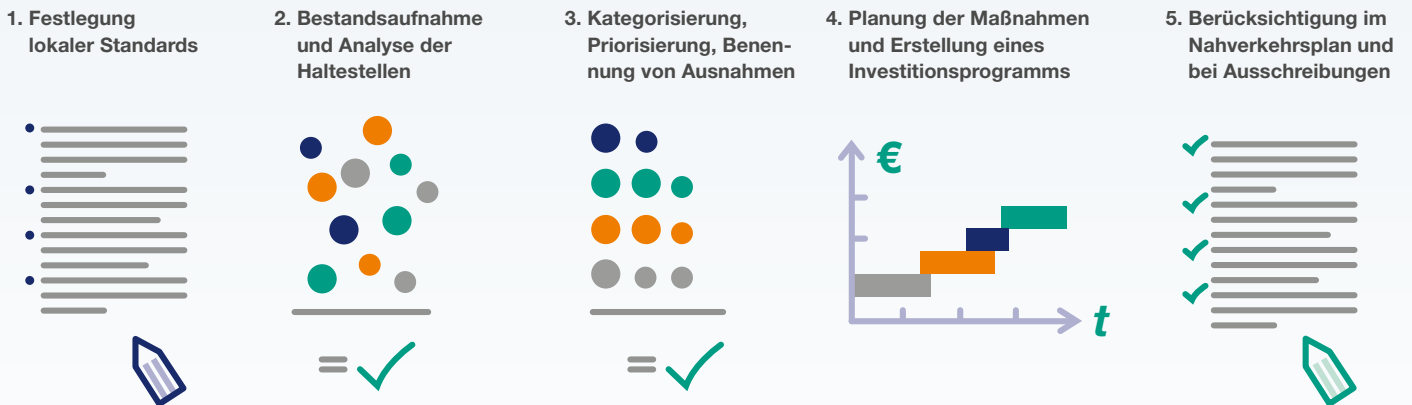 1. Festlegung
lokaler Standards
2. Bestandsaufnahme
und Analyse der
Haltestellen
3. Kategorisierung,
Priorisierung, Benen-
nung von Ausnahmen
4. Planung der Maßnahmen
und Erstellung eines
Investitionsprogramms
5. Berücksichtigung im
Nahverkehrsplan und
bei Ausschreibungen
=
=
€
t